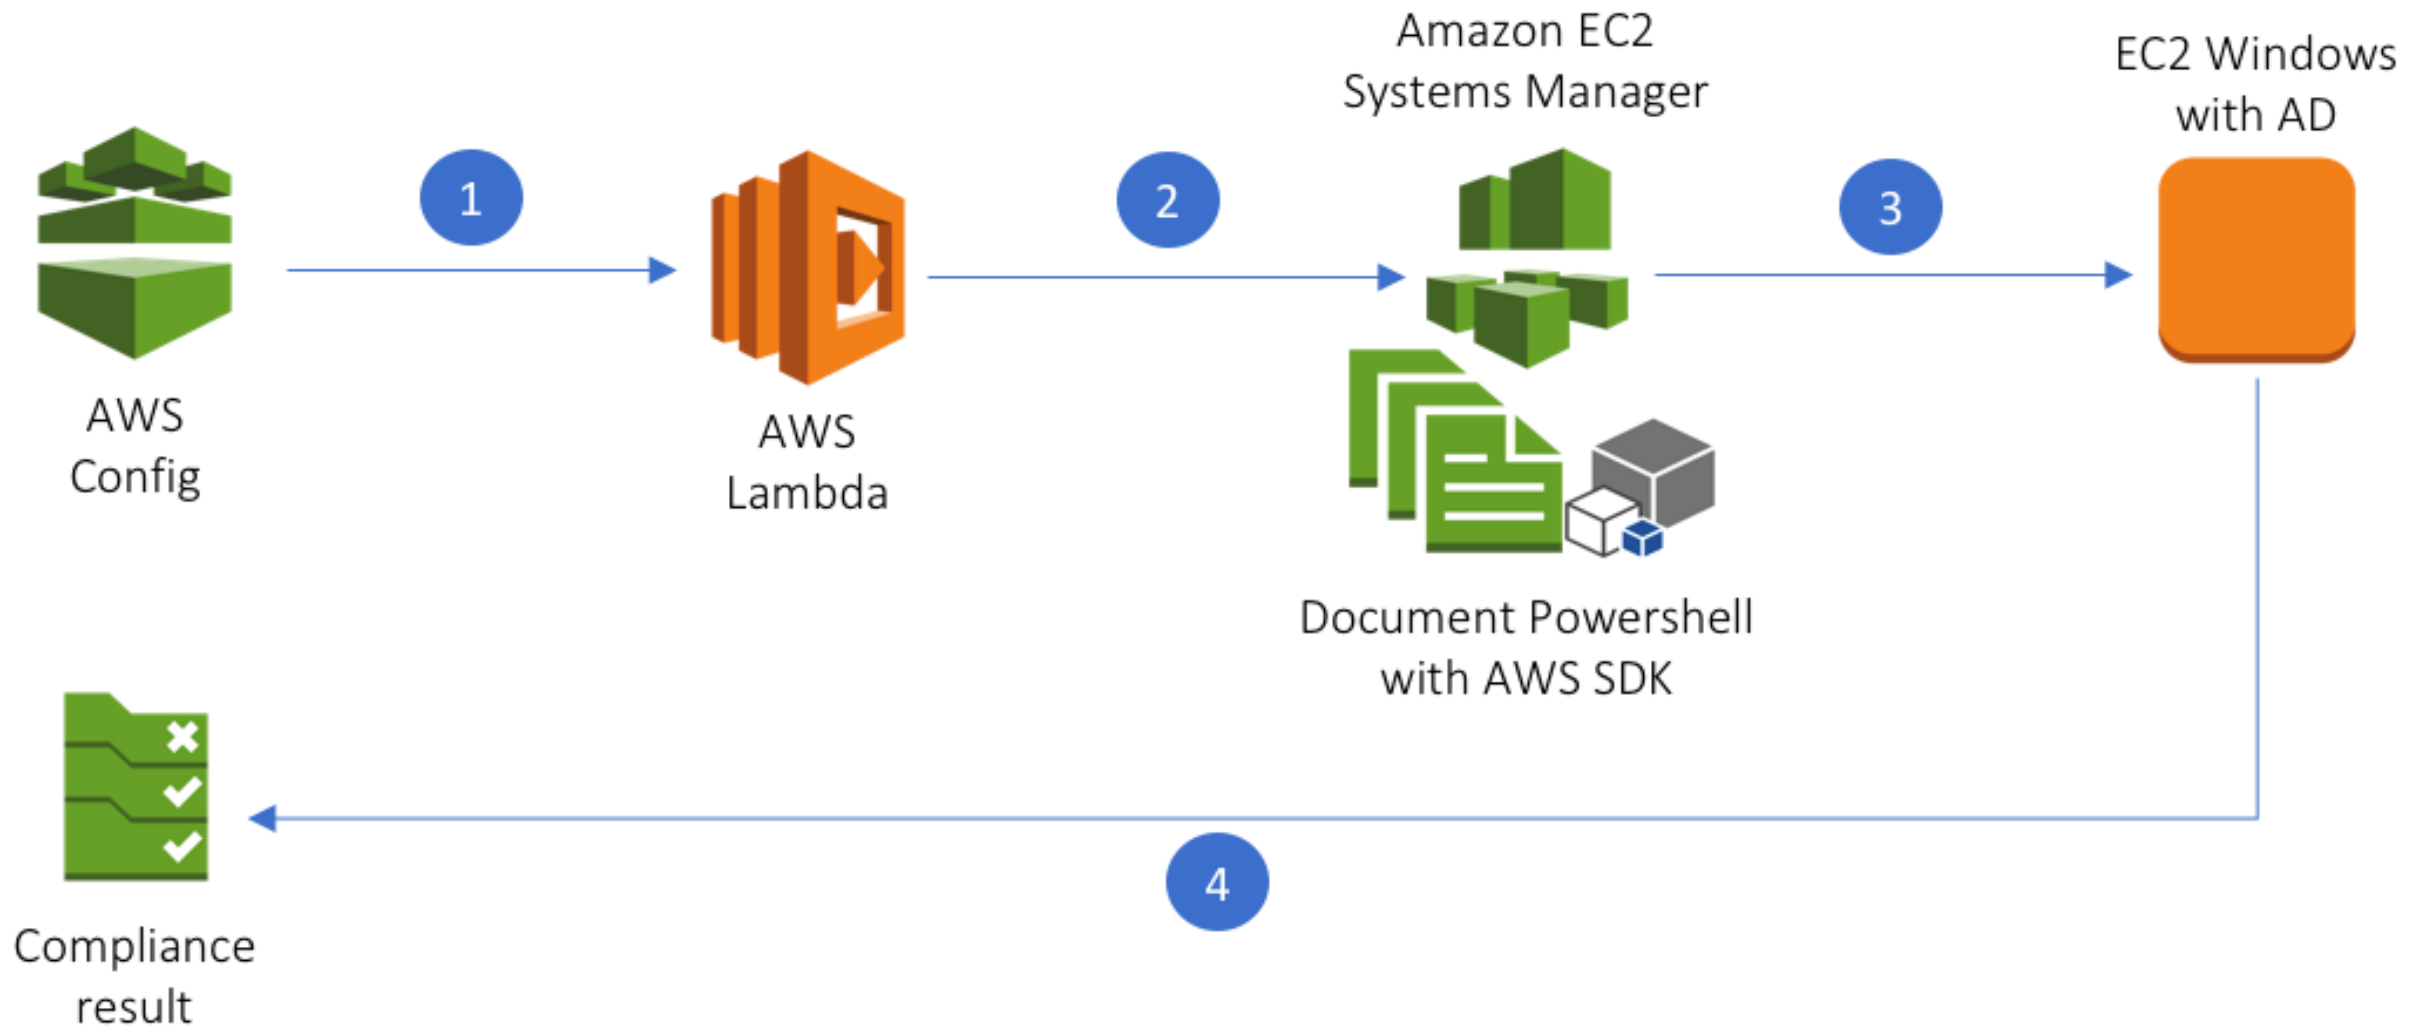 Amazon EC2
Systems Manager
EC2 Windows
with AD
1
2
3
AWS
Config
AWS
Lambda
Document Powershell
with AWS SDK
4
Compliance
result